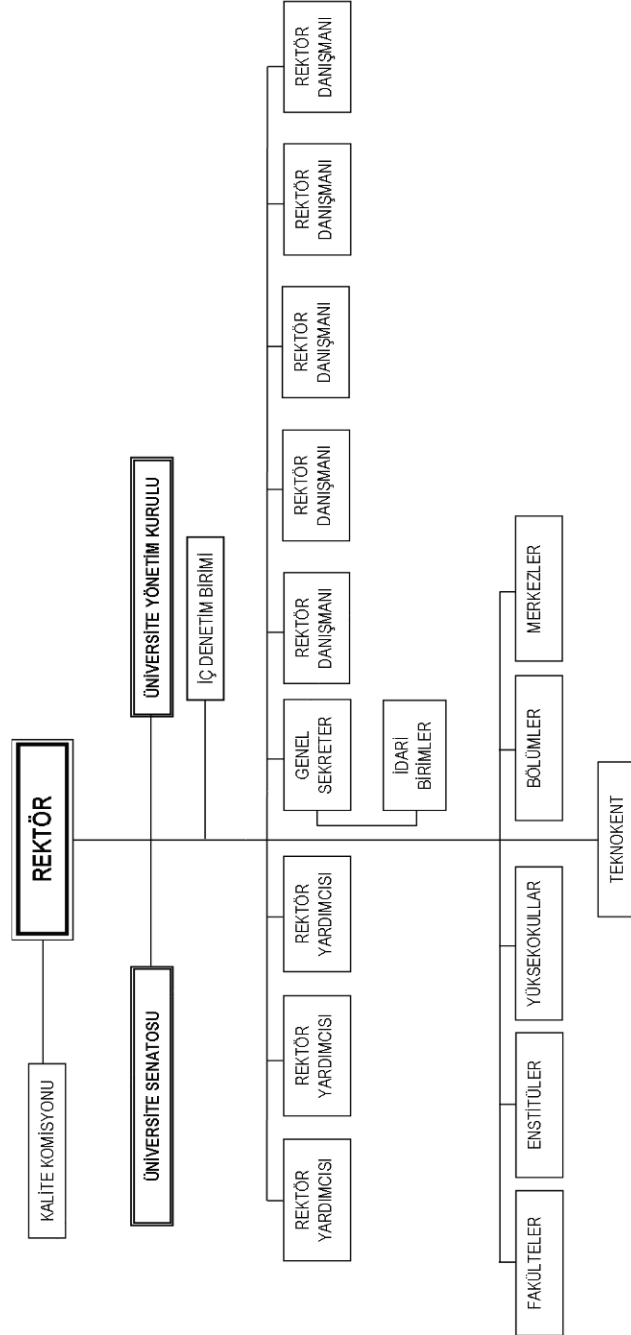 REKTÖR
KALİTE KOMİSYONU
ÜNİVERSİTE SENATOSU
ÜNİVERSİTE YÖNETİM KURULU
İÇ DENETİM BİRİMİ
REKTÖR
YARDIMCISI
REKTÖR
YARDIMCISI
REKTÖR
YARDIMCISI
GENEL
SEKRETER
REKTÖR
DANIŞMANI
REKTÖR
DANIŞMANI
REKTÖR
DANIŞMANI
REKTÖR
DANIŞMANI
REKTÖR
DANIŞMANI
İDARİ
BİRİMLER
FAKÜLTELER
ENSTİTÜLER
YÜKSEKOKULLAR
BÖLÜMLER
MERKEZLER
TEKNOKENT